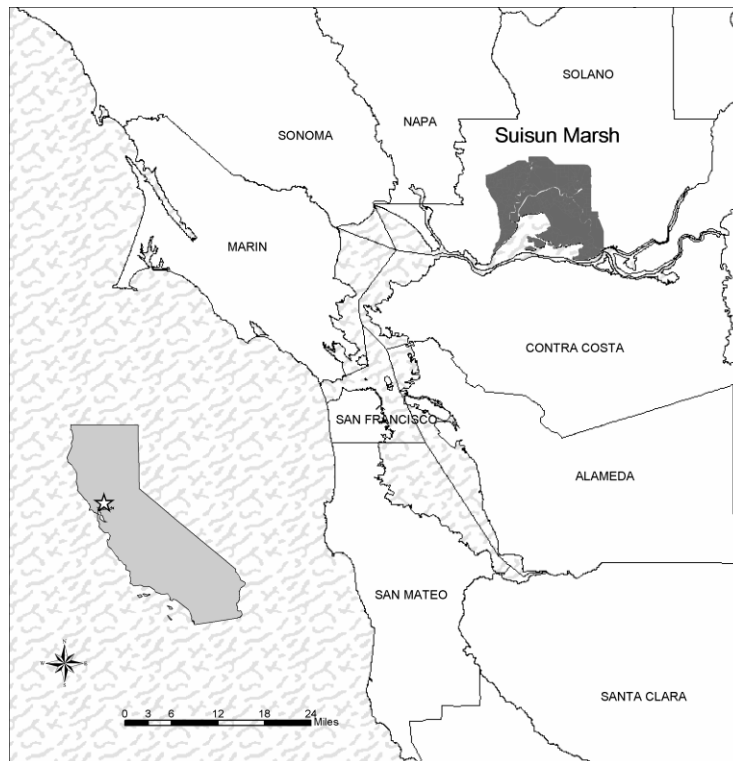 SOLANO
NAPA
SONOMA
Suisun Marsh
MARIN
CONTRA COSTA
SAN FRANCISCO
ALAMEDA
SAN MATEO
SANTA CLARA
0 3 6 12 18 24
Miles